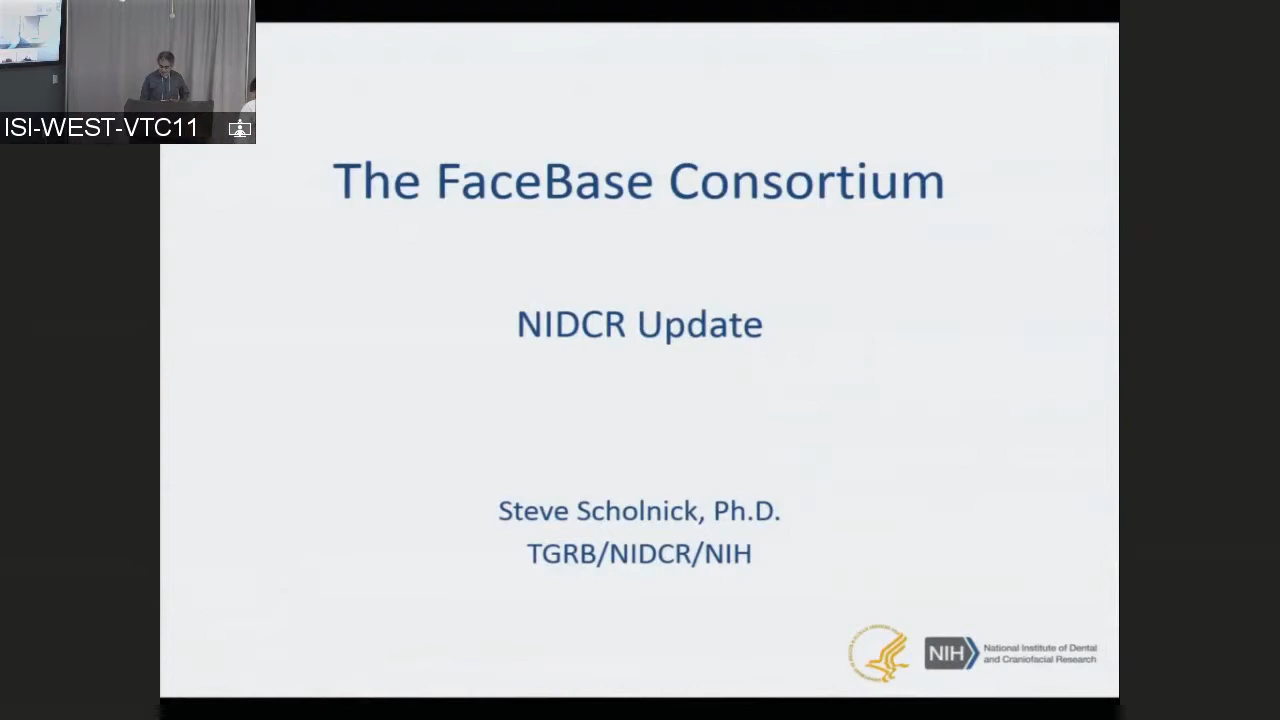 ISI-WEST-VTC11
The FaceBase Consortium
NIDCR Update
Steve Scholnick, Ph.D.
TGRB/NIDCR/NIH
NIH
National Institute of Dental
and Craniofacial Research